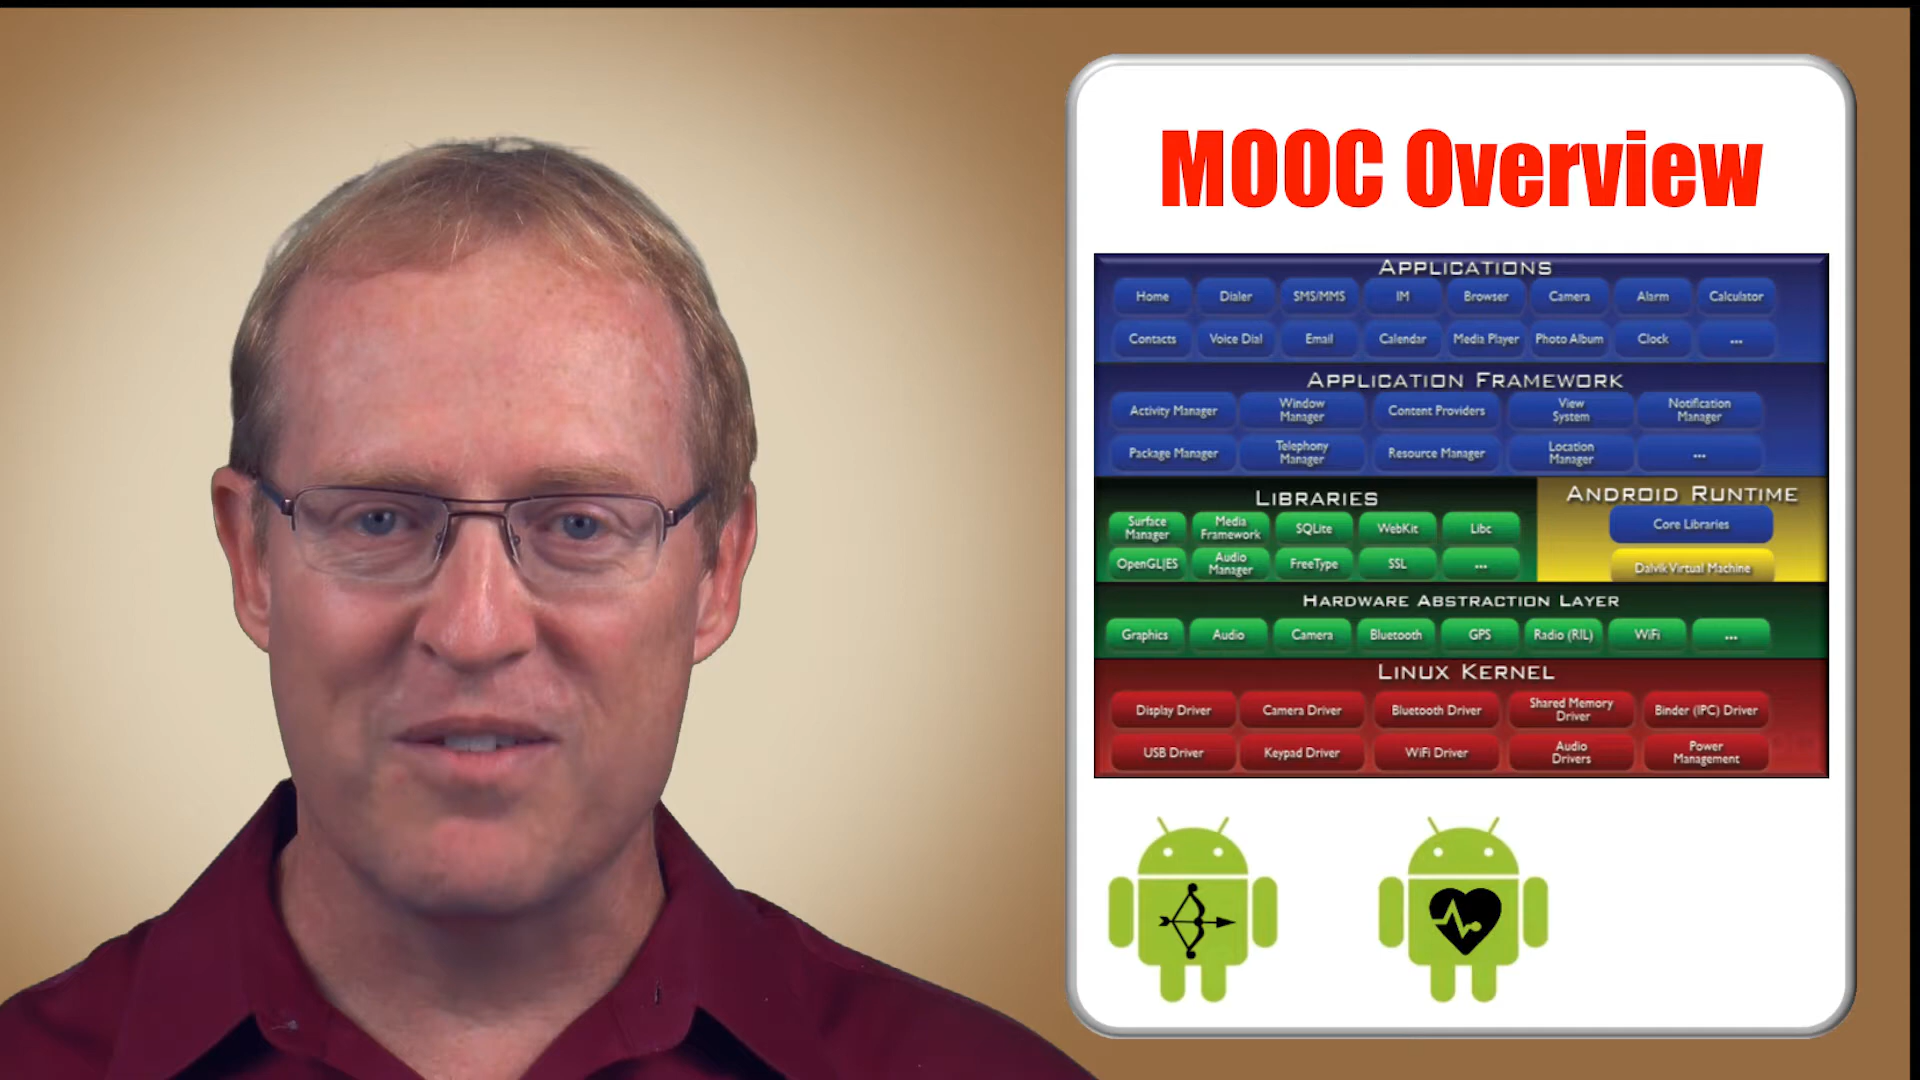 MOOC Overview
APPLICATIONS
Home Dialer SMS/MMS IM Browser Camera Alarm Calculator
Contacts Voice Dial Email Calendar Media Player Photo Album Clock ...
APPLICATION FRAMEWORK
Activity Manager Window Manager Content Providers View System Notification Manager
Package Manager Telephony Manager Resource Manager Location Manager ...
LIBRARIES
Surface Manager Media Framework SQLite WebKit Libc
OpenGL|ES Audio Manager FreeType SSL ...
ANDROID RUNTIME
Core Libraries
Dalvik Virtual Machine
HARDWARE ABSTRACTION LAYER
Graphics Audio Camera Bluetooth GPS Radio (RIL) WiFi ...
LINUX KERNEL
Display Driver Camera Driver Bluetooth Driver Shared Memory Driver Binder (IPC) Driver
USB Driver Keypad Driver WiFi Driver Audio Drivers Power Management